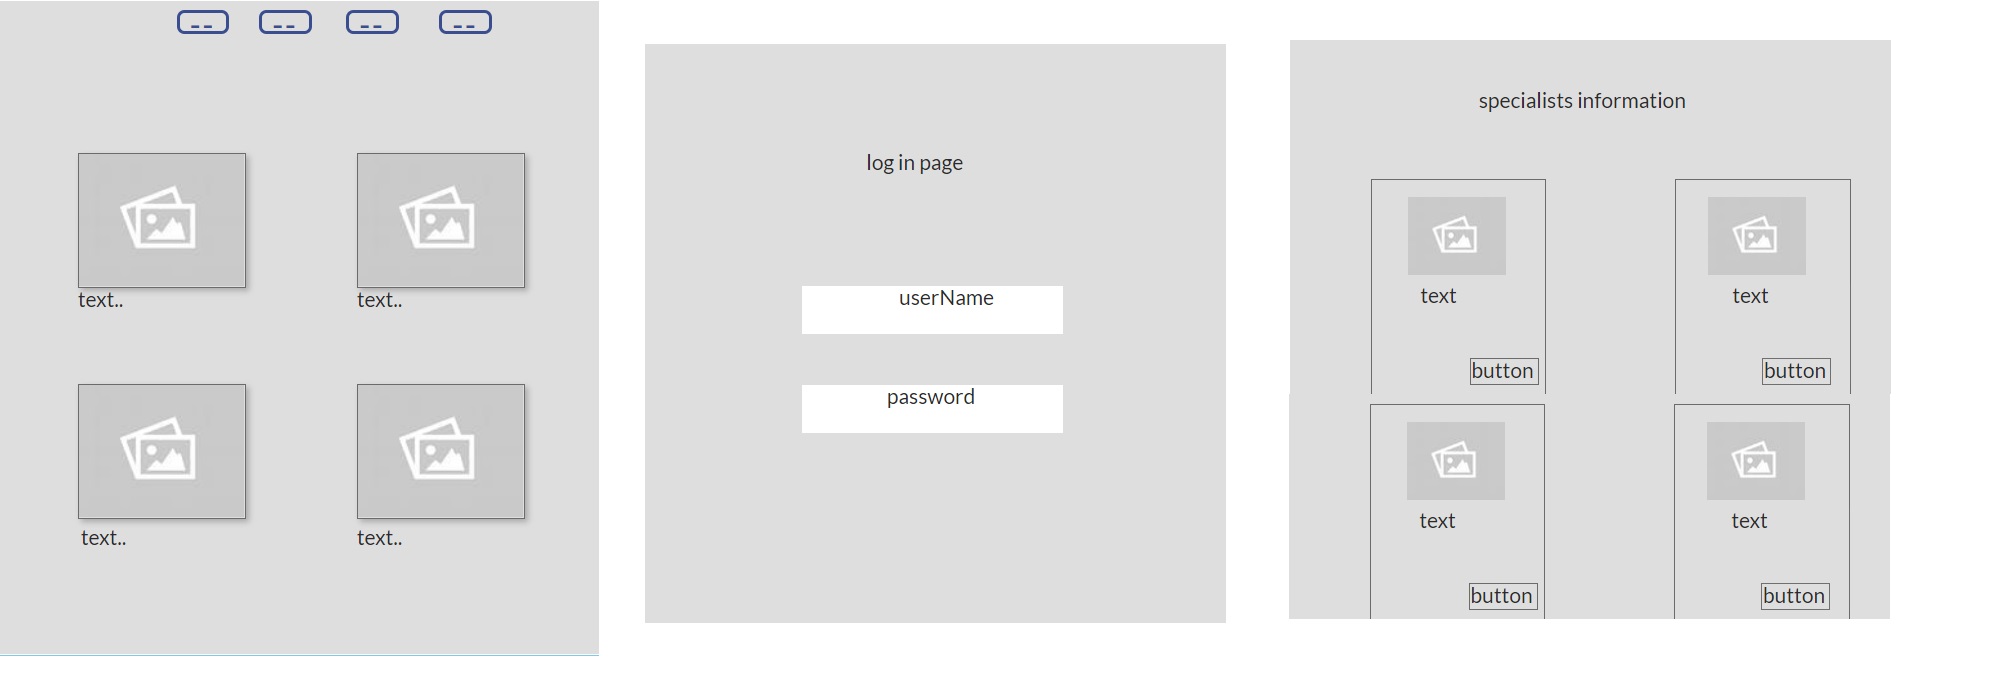 -- -- -- --
text.. text..
text.. text..
log in page
userName
password
specialists information
text text
button button
text text
button button